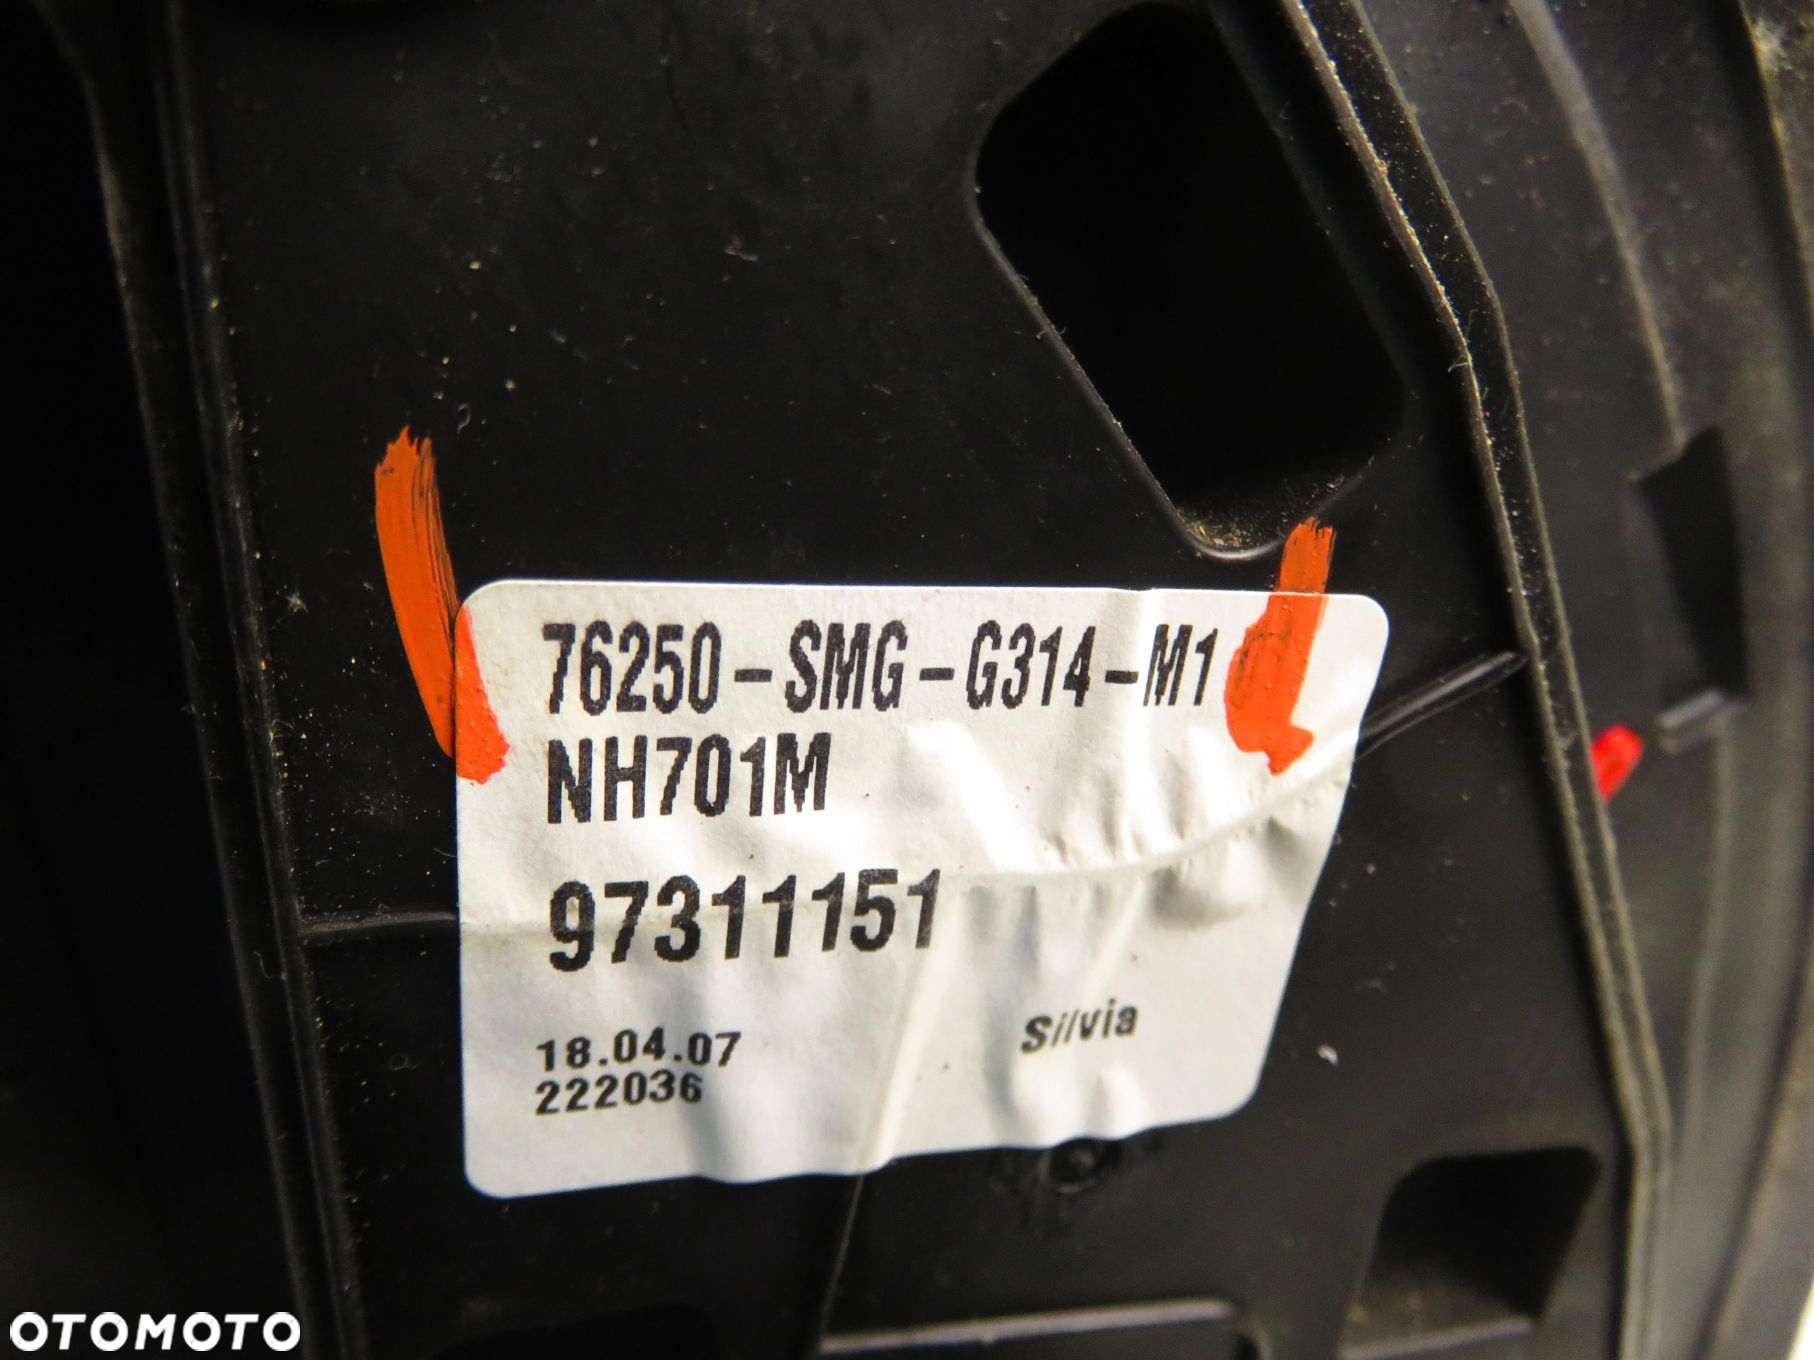 76250-SMG-G314-M1
NH701M
97311151
18.04.07
222036
Silvia
OTOMOTO